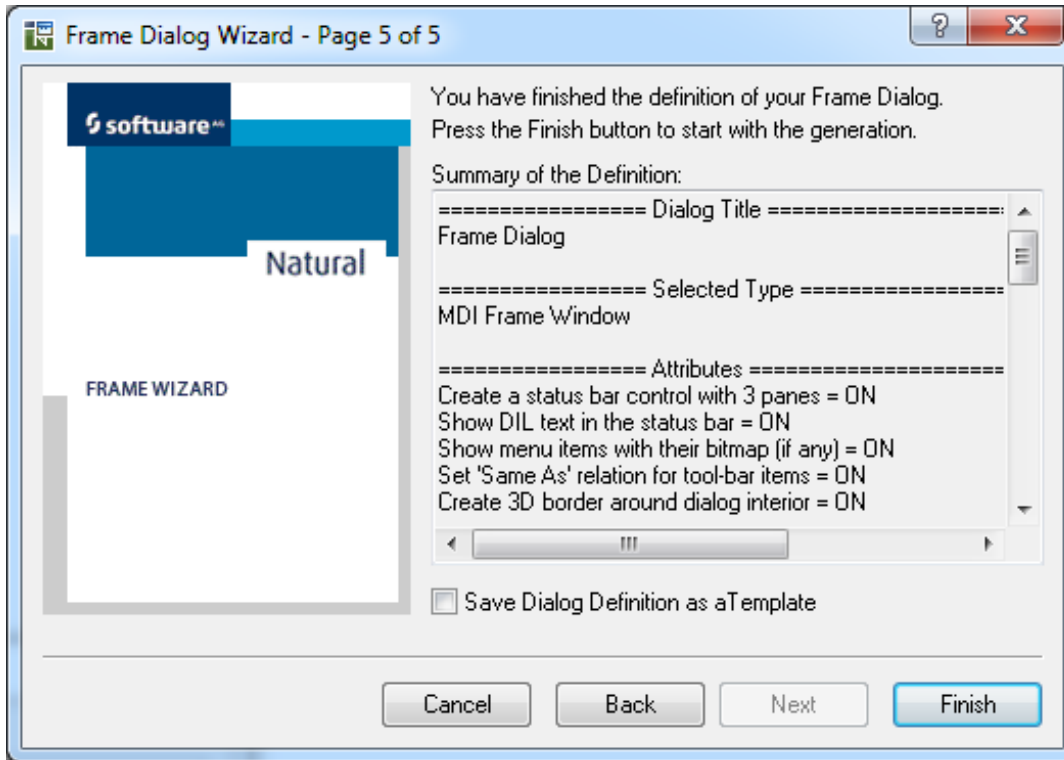 Frame Dialog Wizard - Page 5 of 5
software AG
Natural
FRAME WIZARD
You have finished the definition of your Frame Dialog.
Press the Finish button to start with the generation.
Summary of the Definition:
================= Dialog Title ====================
Frame Dialog
================= Selected Type =================
MDI Frame Window
================= Attributes =====================
Create a status bar control with 3 panes = ON
Show DIL text in the status bar = ON
Show menu items with their bitmap (if any) = ON
Set 'Same As' relation for tool-bar items = ON
Create 3D border around dialog interior = ON
Save Dialog Definition as aTemplate
Cancel
Back
Next
Finish